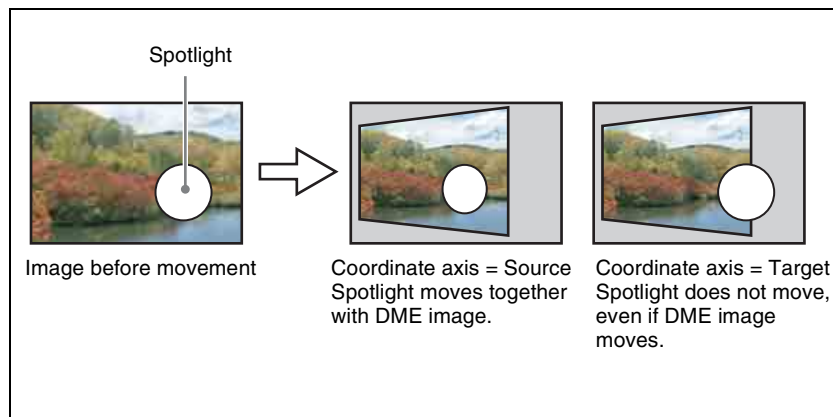 Spotlight
Image before movement
Coordinate axis = Source
Spotlight moves together
with DME image.
Coordinate axis = Target
Spotlight does not move,
even if DME image
moves.